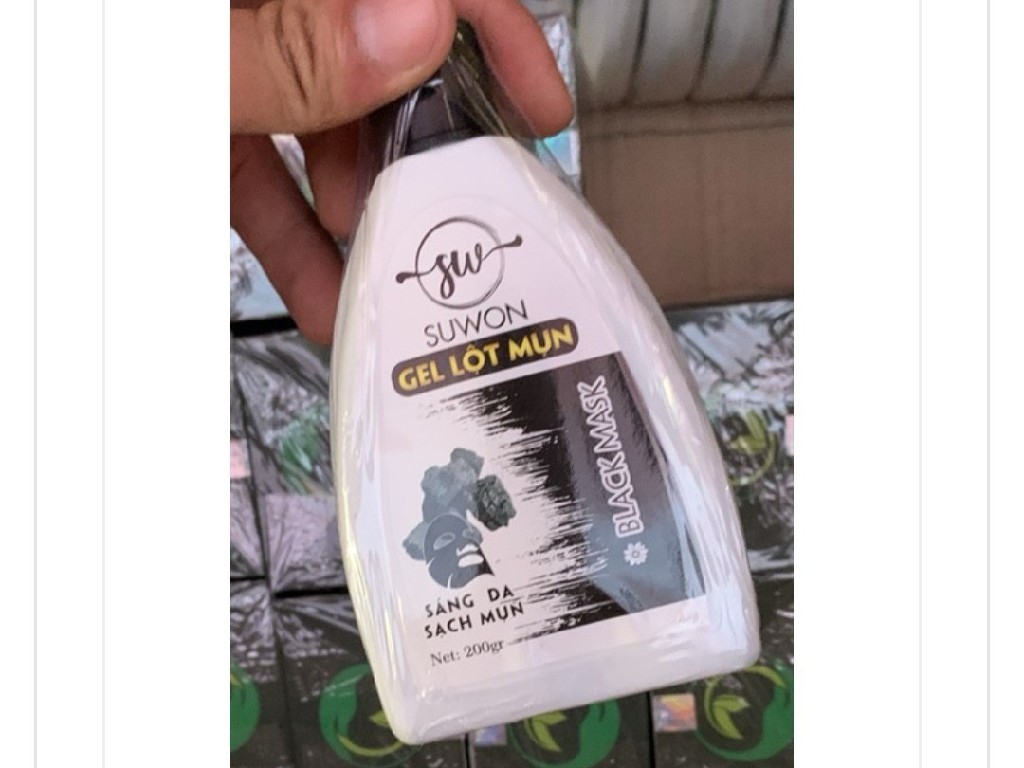 sw
SUWON
GEL LỘT MỤN
BLACK MASK
SÁNG DA
SẠCH MỤN
Net: 200gr